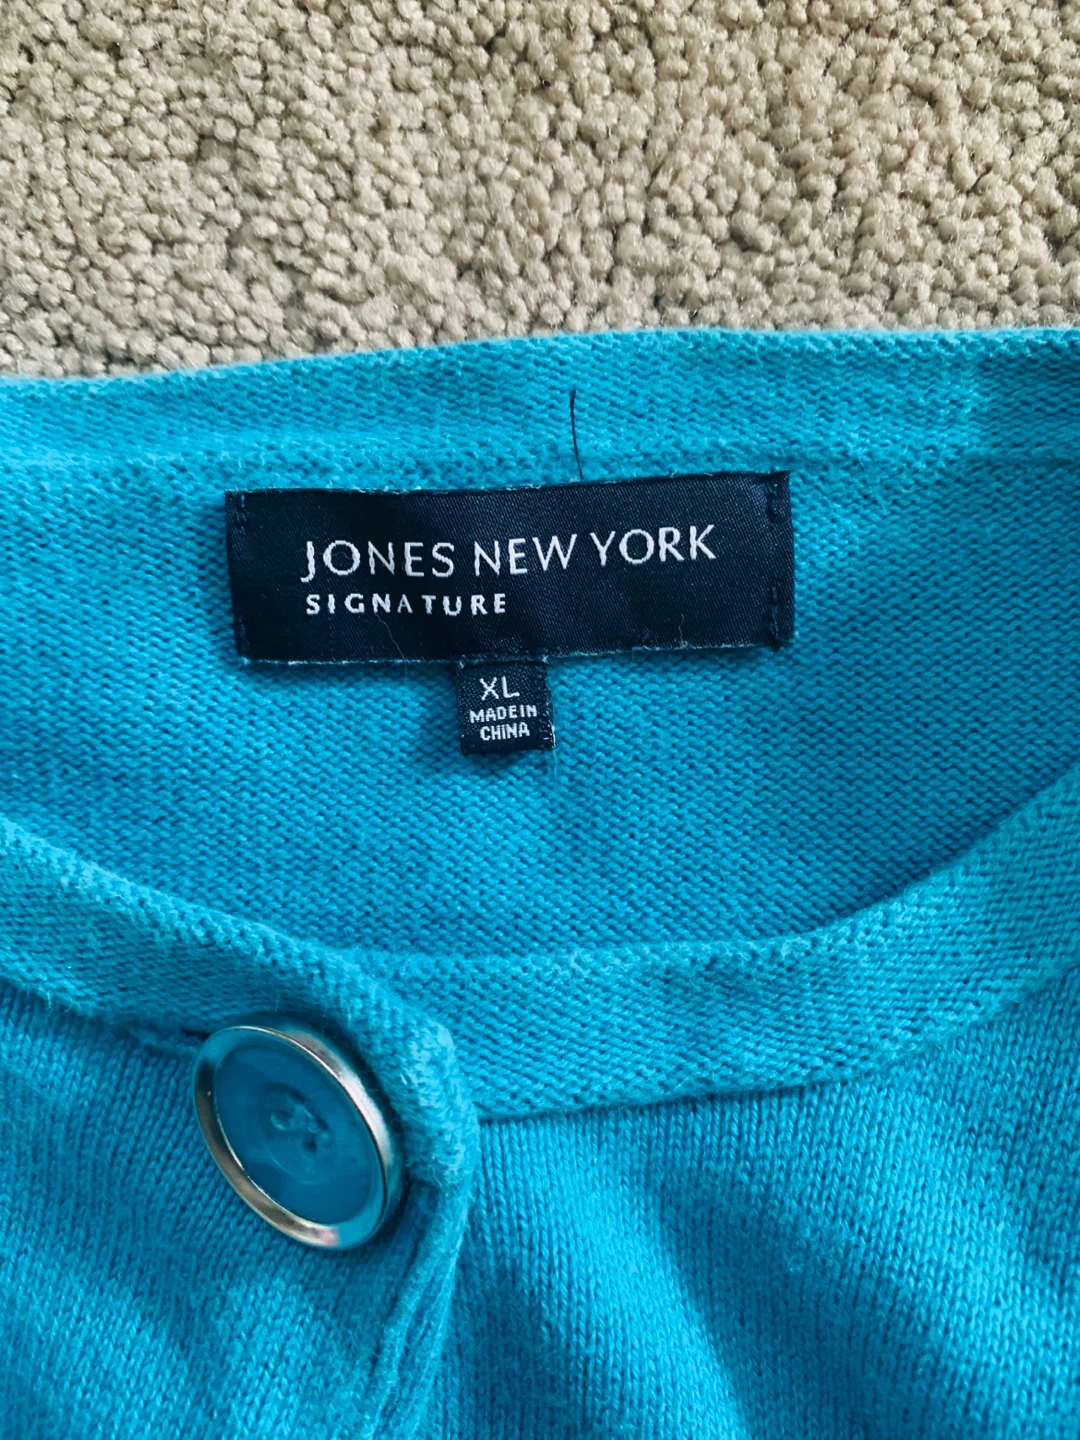 JONES NEW YORK
SIGNATURE
XL
MADE IN
CHINA